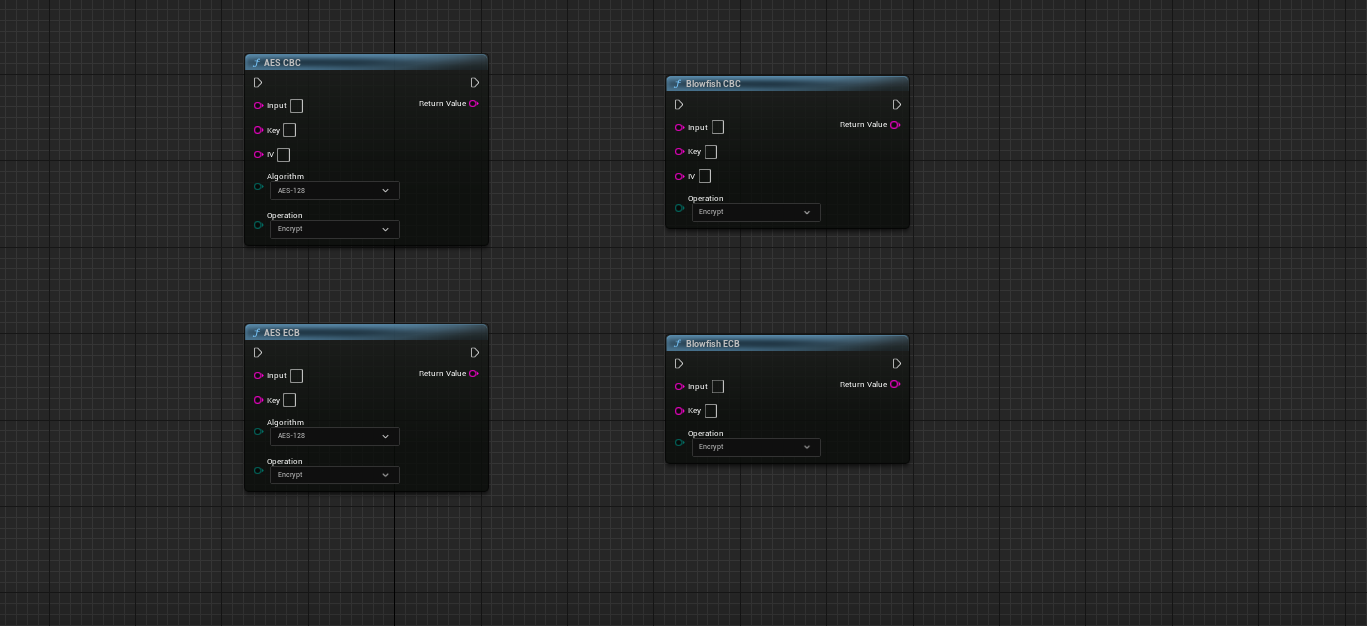 AES CBC
Input
Return Value
Key
IV
Algorithm
AES-128
Operation
Encrypt
Blowfish CBC
Input
Return Value
Key
IV
Operation
Encrypt
AES ECB
Input
Return Value
Key
Algorithm
AES-128
Operation
Encrypt
Blowfish ECB
Input
Return Value
Key
Operation
Encrypt